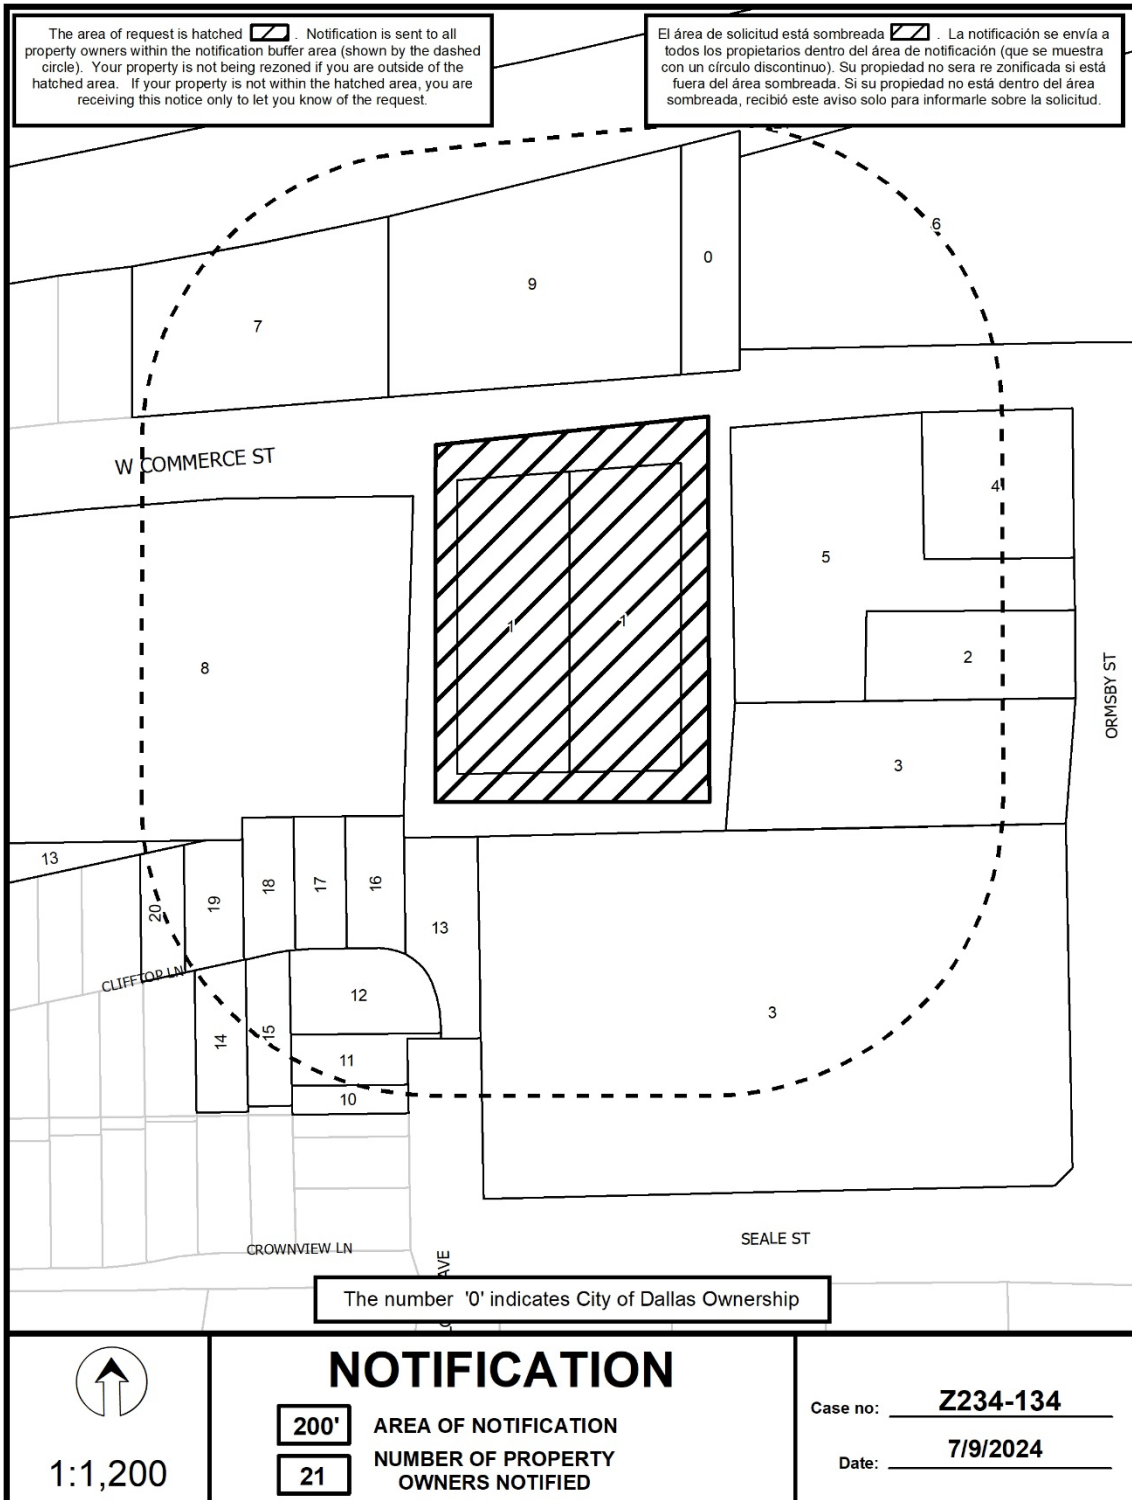 The area of request is hatched . Notification is sent to all
property owners within the notification buffer area (shown by the dashed
circle). Your property is not being rezoned if you are outside of the
hatched area. If your property is not within the hatched area, you are
receiving this notice only to let you know of the request.
El área de solicitud está sombreada . La notificación se envía a
todos los propietarios dentro del área de notificación (que se muestra
con un círculo discontinuo). Su propiedad no sera re zonificada si está
fuera del área sombreada. Si su propiedad no está dentro del área
sombreada, recibió este aviso solo para informarle sobre la solicitud.
6
0
9
7
W COMMERCE ST
4
5
1
1
2
8
ORMSBY ST
3
13
18
17
16
19
20
13
CLIFFTOP LN
12
3
14
15
11
10
SEALE ST
CROWNVIEW LN
AVE
The number '0' indicates City of Dallas Ownership
1:1,200
NOTIFICATION
200' AREA OF NOTIFICATION
21 NUMBER OF PROPERTY
OWNERS NOTIFIED
Case no: Z234-134
Date: 7/9/2024